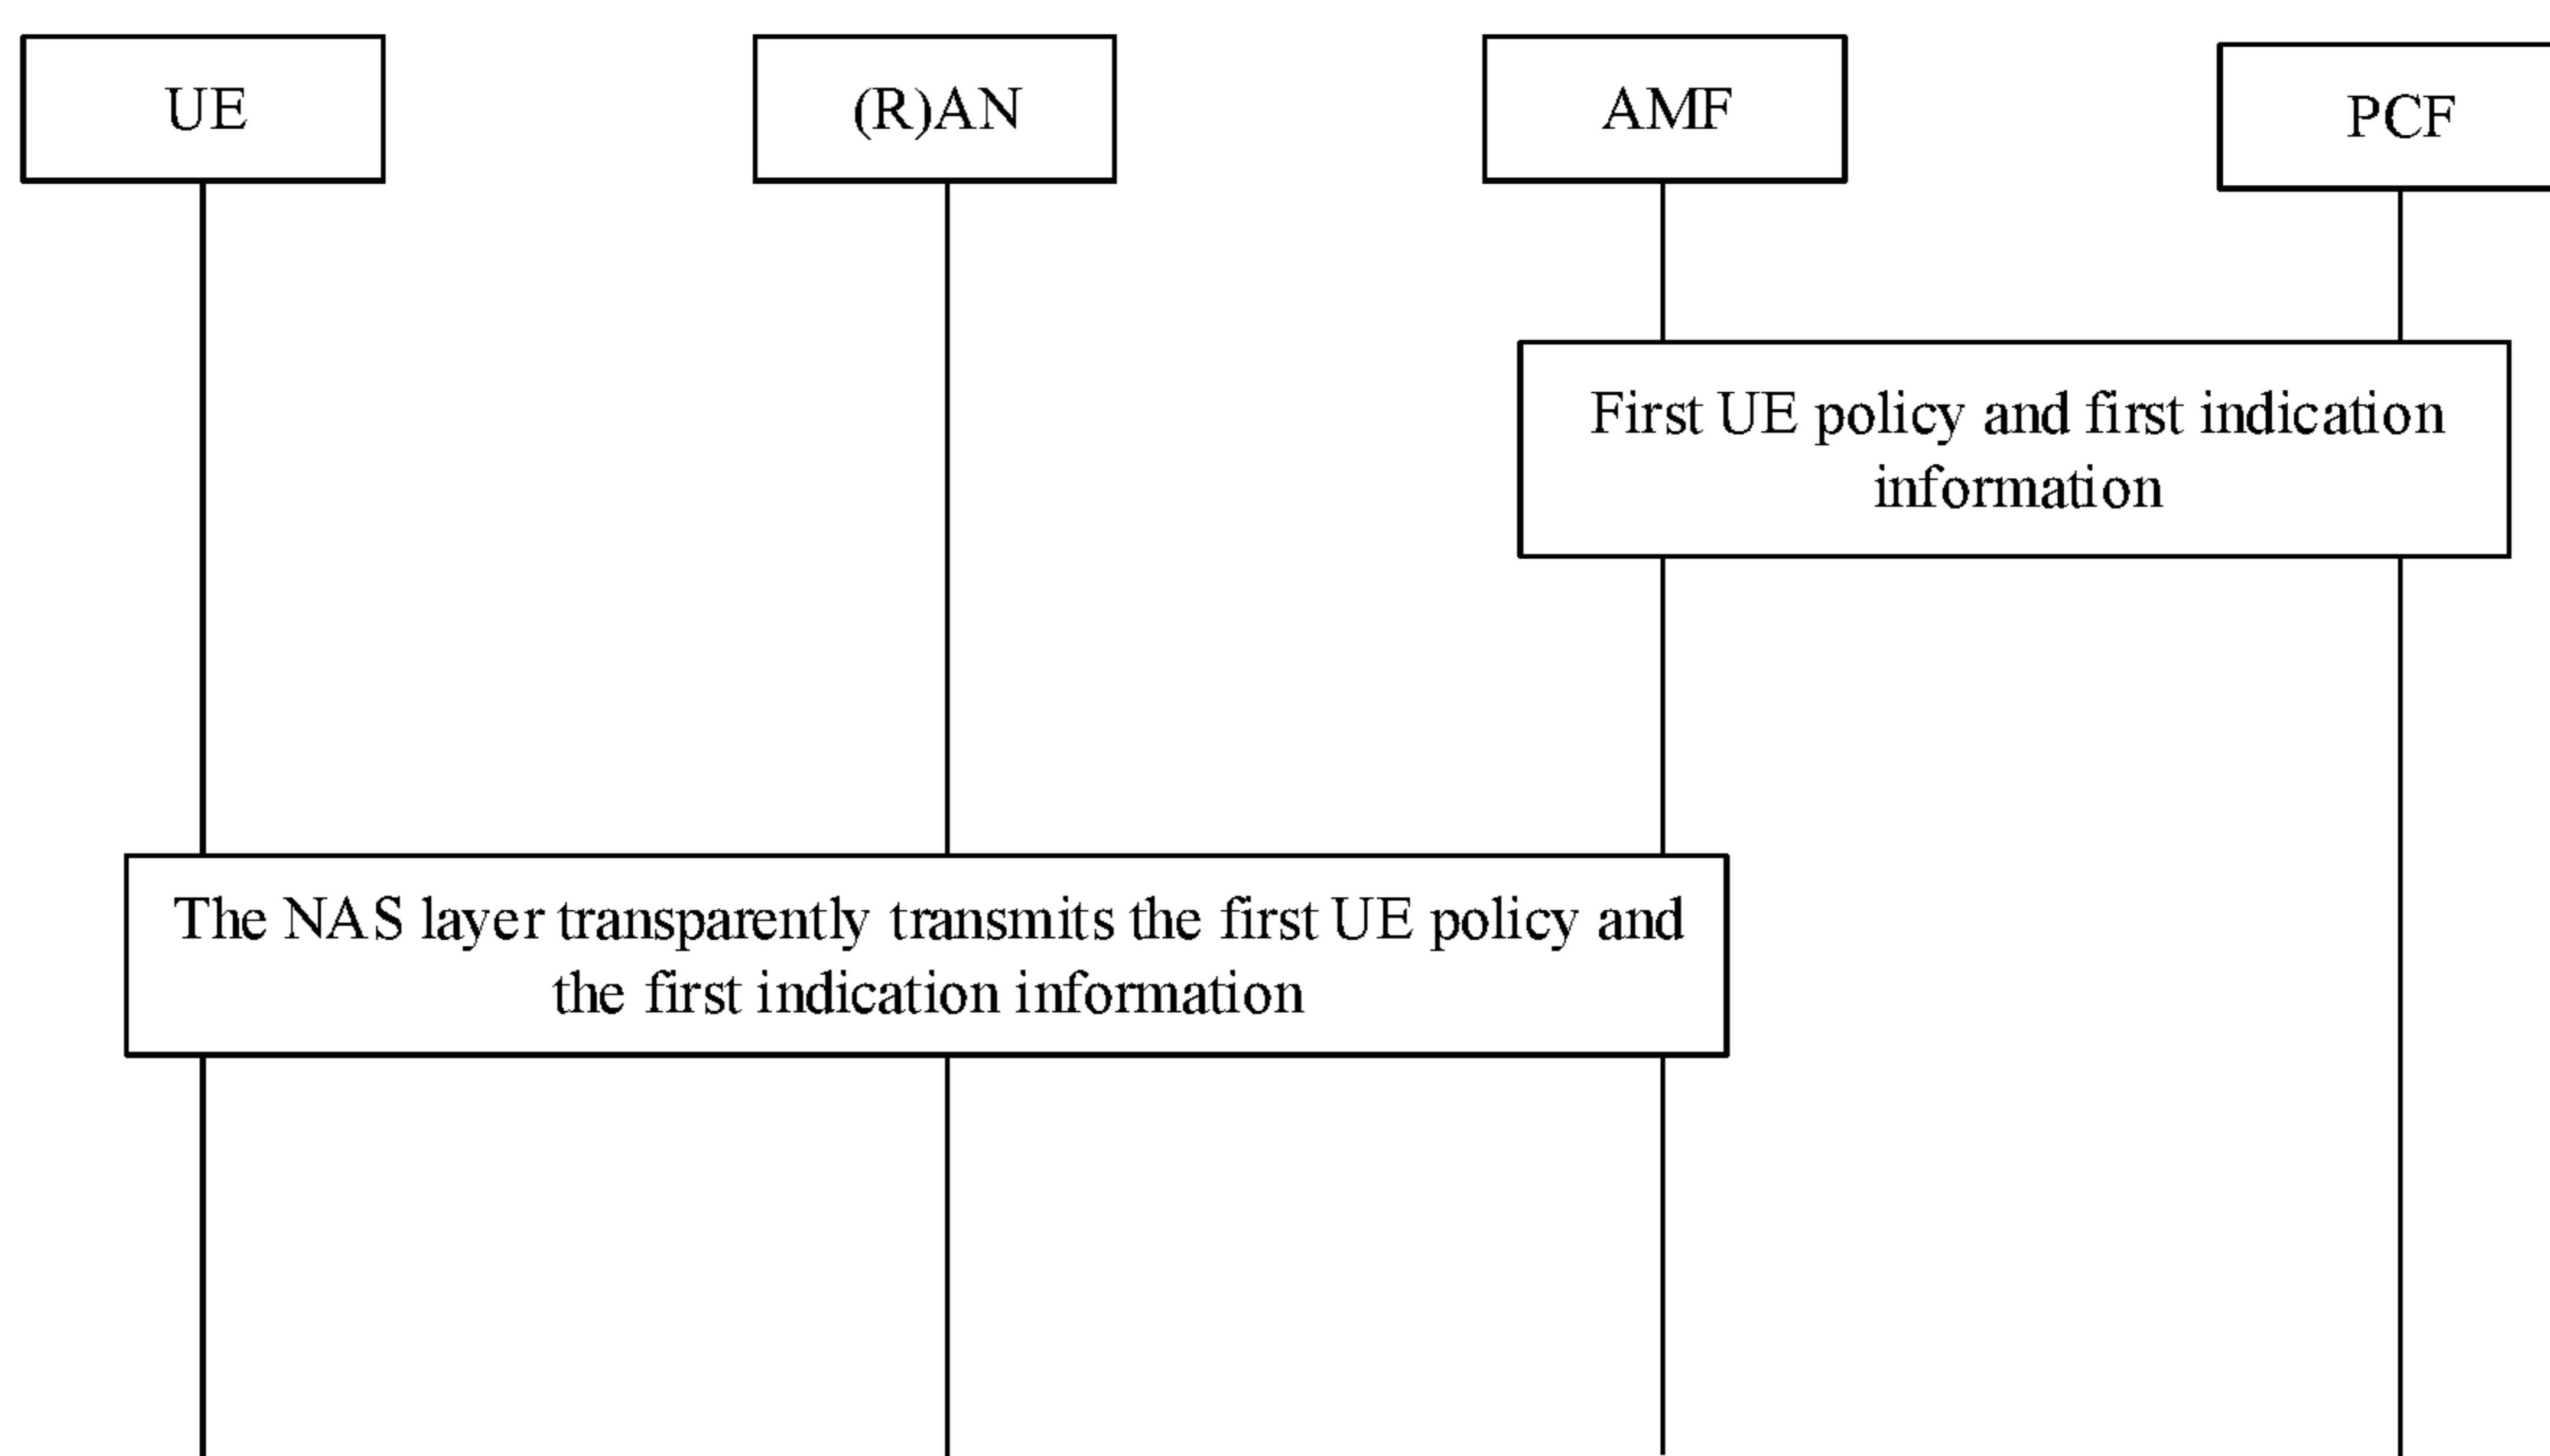 UE
(R)AN
AMF
PCF
First UE policy and first indication
information
The NAS layer transparently transmits the first UE policy and
the first indication information